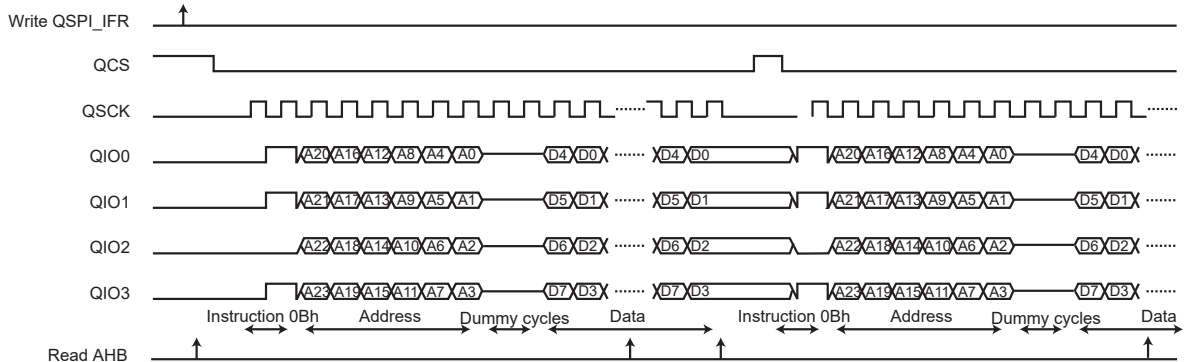 Write QSPI_IFR
QCS
QSCK
QIO0 A20 A16 A12 A8 A4 A0 D4 D0 D4 D0 A20 A16 A12 A8 A4 A0 D4 D0
QIO1 A21 A17 A13 A9 A5 A1 D5 D1 D5 D1 A21 A17 A13 A9 A5 A1 D5 D1
QIO2 A22 A18 A14 A10 A6 A2 D6 D2 D6 D2 A22 A18 A14 A10 A6 A2 D6 D2
QIO3 A23 A19 A15 A11 A7 A3 D7 D3 D7 D3 A23 A19 A15 A11 A7 A3 D7 D3
Instruction 0Bh Address Dummy cycles Data Instruction 0Bh Address Dummy cycles Data
Read AHB